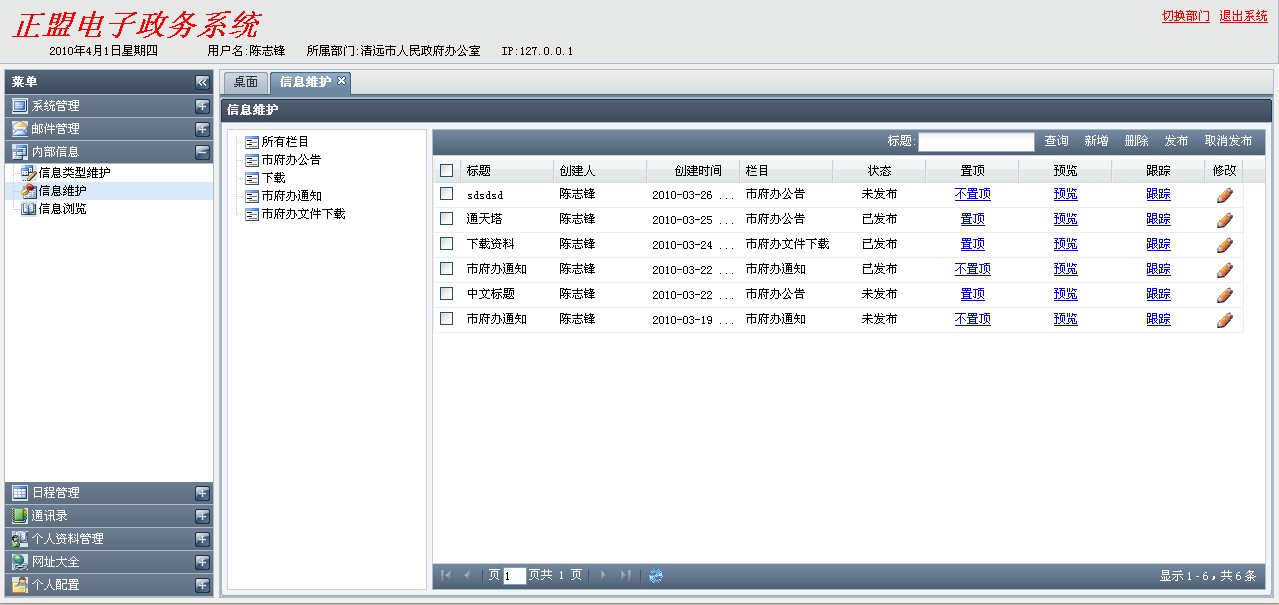 正盟电子政务系统
切换部门 退出系统
2010年4月1日星期四 用户名:陈志锋 所属部门:清远市人民政府办公室 IP:127.0.0.1
菜单
系统管理
邮件管理
内部信息
信息类型维护
信息维护
信息浏览
日程管理
通讯录
个人资料管理
网址大全
个人配置
桌面 信息维护
信息维护
所有栏目
市府办公告
下载
市府办通知
市府办文件下载
标题: 查询 新增 删除 发布 取消发布
标题 创建人 创建时间 栏目 状态 置顶 预览 跟踪 修改
sdsdsd 陈志锋 2010-03-26 ... 市府办公告 未发布 不置顶 预览 跟踪
通天塔 陈志锋 2010-03-25 ... 市府办公告 已发布 置顶 预览 跟踪
下载资料 陈志锋 2010-03-24 ... 市府办文件下载 已发布 置顶 预览 跟踪
市府办通知 陈志锋 2010-03-22 ... 市府办通知 已发布 不置顶 预览 跟踪
中文标题 陈志锋 2010-03-22 ... 市府办公告 未发布 置顶 预览 跟踪
市府办通知 陈志锋 2010-03-19 ... 市府办通知 未发布 不置顶 预览 跟踪
页 1 页共 1 页 显示1-6，共6条